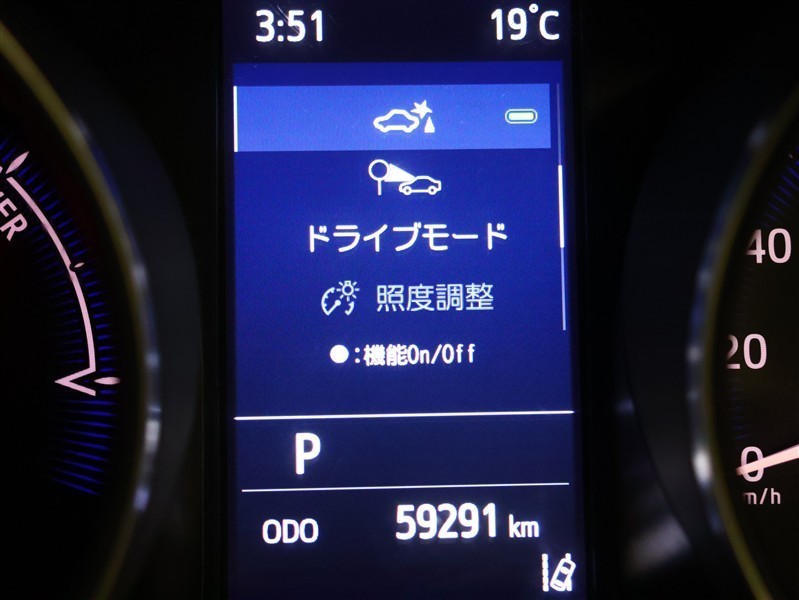 3:51 19°C
ドライブモード
照度調整
●:機能On/Off
P
ODO 59291 km
40
20
0
m/h